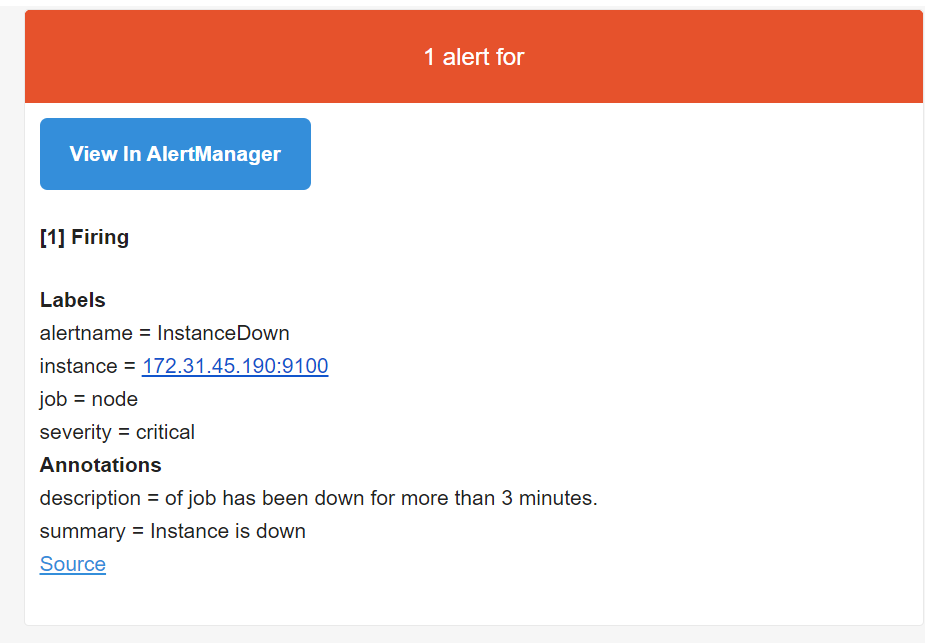 1 alert for
View In AlertManager
[1] Firing
Labels
alertname = InstanceDown
instance = 172.31.45.190:9100
job = node
severity = critical
Annotations
description = of job has been down for more than 3 minutes.
summary = Instance is down
Source